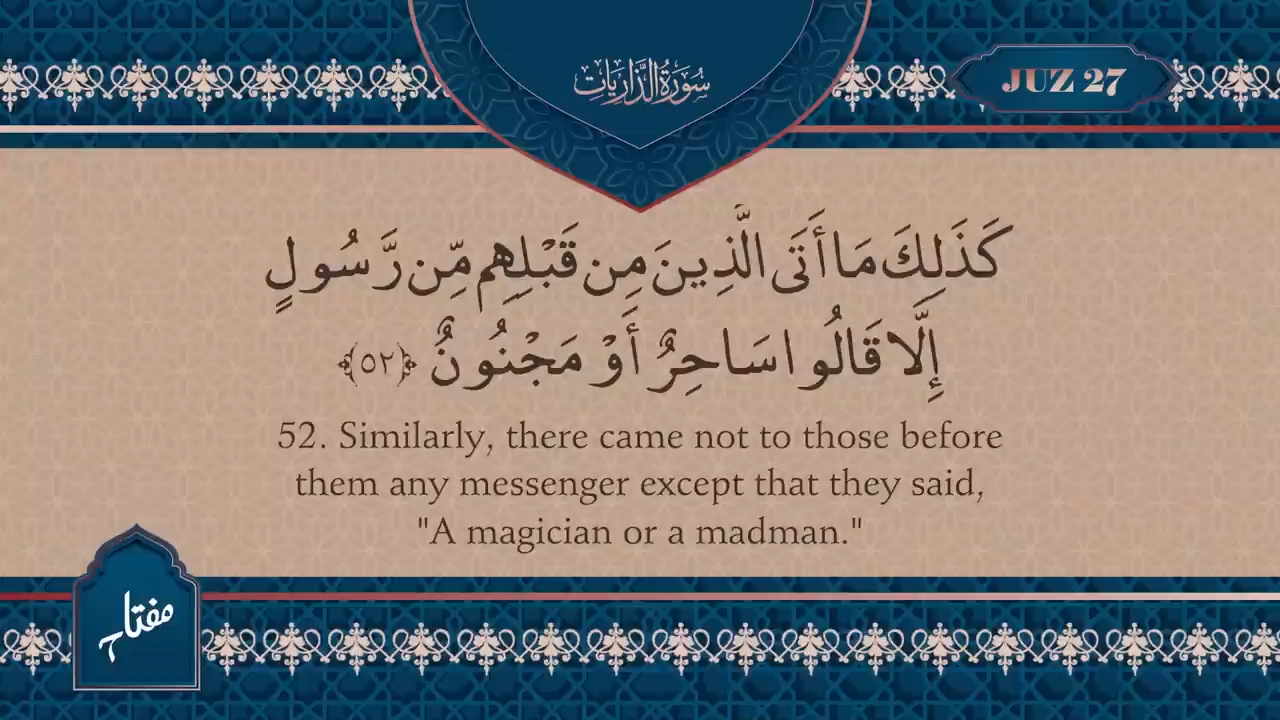 سُورَةُ الذَّارِيَاتِ
JUZ 27
كَذَلِكَ مَا أَتَى الَّذِينَ مِن قَبْلِهِم مِّن رَّسُولٍ
إِلَّا قَالُوا سَاحِرٌ أَوْ مَجْنُونٌ ﴿٥٢﴾
52. Similarly, there came not to those before
them any messenger except that they said,
"A magician or a madman."
مفتاح